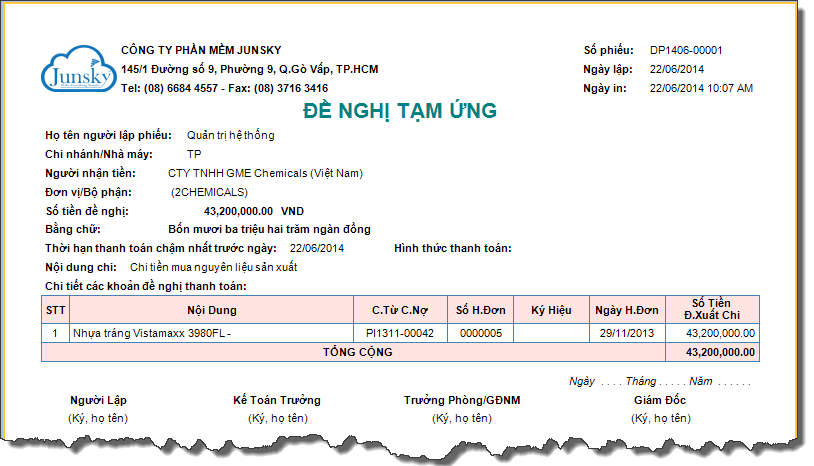 Junsky
CÔNG TY PHẦN MỀM JUNSKY
145/1 Đường số 9, Phường 9, Q.Gò Vấp, TP.HCM
Tel: (08) 6684 4557 - Fax: (08) 3716 3416
Số phiếu: DP1406-00001
Ngày lập: 22/06/2014
Ngày in: 22/06/2014 10:07 AM
ĐỀ NGHỊ TẠM ỨNG
Họ tên người lập phiếu: Quản trị hệ thống
Chi nhánh/Nhà máy: TP
Người nhận tiền: CTY TNHH GME Chemicals (Việt Nam)
Đơn vị/Bộ phận: (2CHEMICALS)
Số tiền đề nghị: 43,200,000.00 VND
Bằng chữ: Bốn mươi ba triệu hai trăm ngàn đồng
Thời hạn thanh toán chậm nhất trước ngày: 22/06/2014 Hình thức thanh toán:
Nội dung chi: Chi tiền mua nguyên liệu sản xuất
Chi tiết các khoản đề nghị thanh toán:
STT Nội Dung C.Từ C.Nợ Số H.Đơn Ký Hiệu Ngày H.Đơn Số Tiền
Đ.Xuất Chi
1 Nhựa tráng Vistamaxx 3980FL - PI1311-00042 0000005 29/11/2013 43,200,000.00
TỔNG CỘNG 43,200,000.00
Ngày . . . . Tháng . . . . . Năm . . . . . .
Người Lập Kế Toán Trưởng Trưởng Phòng/GĐNM Giám Đốc
(Ký, họ tên) (Ký, họ tên) (Ký, họ tên) (Ký, họ tên)